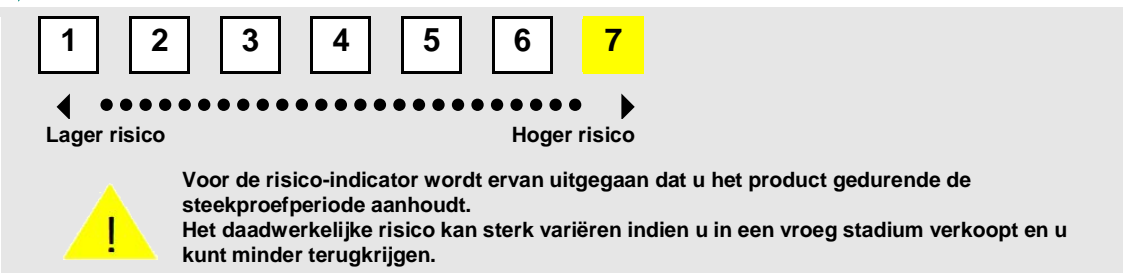 1 2 3 4 5 6 7
Lager risico Hoger risico
!
Voor de risico-indicator wordt ervan uitgegaan dat u het product gedurende de
steekproefperiode aanhoudt.
Het daadwerkelijke risico kan sterk variëren indien u in een vroeg stadium verkoopt en u
kunt minder terugkrijgen.